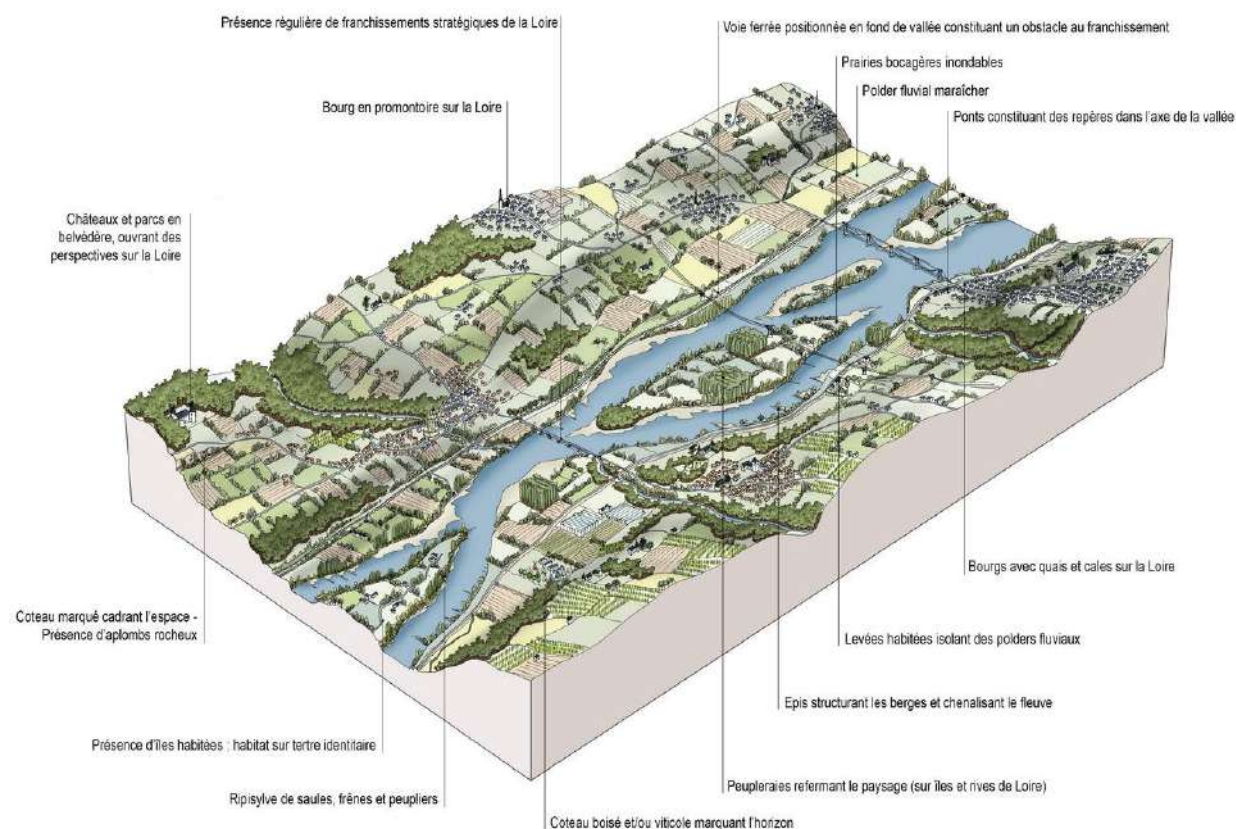 Présence régulière de franchissements stratégiques de la Loire
Voie ferrée positionnée en fond de vallée constituant un obstacle au franchissement
Prairies bocagères inondables
Polder fluvial maraîcher
Bourg en promontoire sur la Loire
Ponts constituant des repères dans l'axe de la vallée
Châteaux et parcs en
belvédère, ouvrant des
perspectives sur la Loire
Bourgs avec quais et cales sur la Loire
Coteau marqué cadrant l'espace -
Présence d'aplombs rocheux
Levées habitées isolant des polders fluviaux
Epis structurant les berges et chenalisant le fleuve
Présence d'îles habitées : habitat sur tertre identitaire
Peupleraies refermant le paysage (sur îles et rives de Loire)
Ripisylve de saules, frênes et peupliers
Coteau boisé et/ou viticole marquant l'horizon